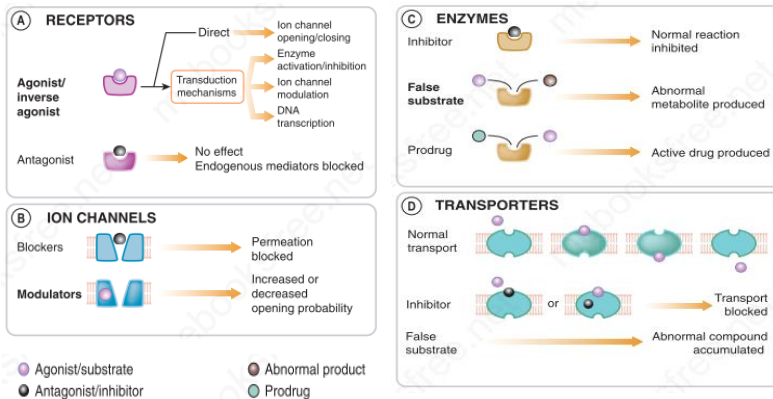 A RECEPTORS
Agonist/
inverse
agonist
Direct
Ion channel
opening/closing
Transduction
mechanisms
Enzyme
activation/inhibition
Ion channel
modulation
DNA
transcription
Antagonist
No effect
Endogenous mediators blocked
B ION CHANNELS
Blockers
Permeation
blocked
Modulators
Increased or
decreased
opening probability
Agonist/substrate
Antagonist/inhibitor
Abnormal product
Prodrug
C ENZYMES
Inhibitor
Normal reaction
inhibited
False
substrate
Abnormal
metabolite produced
Prodrug
Active drug produced
D TRANSPORTERS
Normal
transport
Inhibitor
or
Transport
blocked
False
substrate
Abnormal compound
accumulated